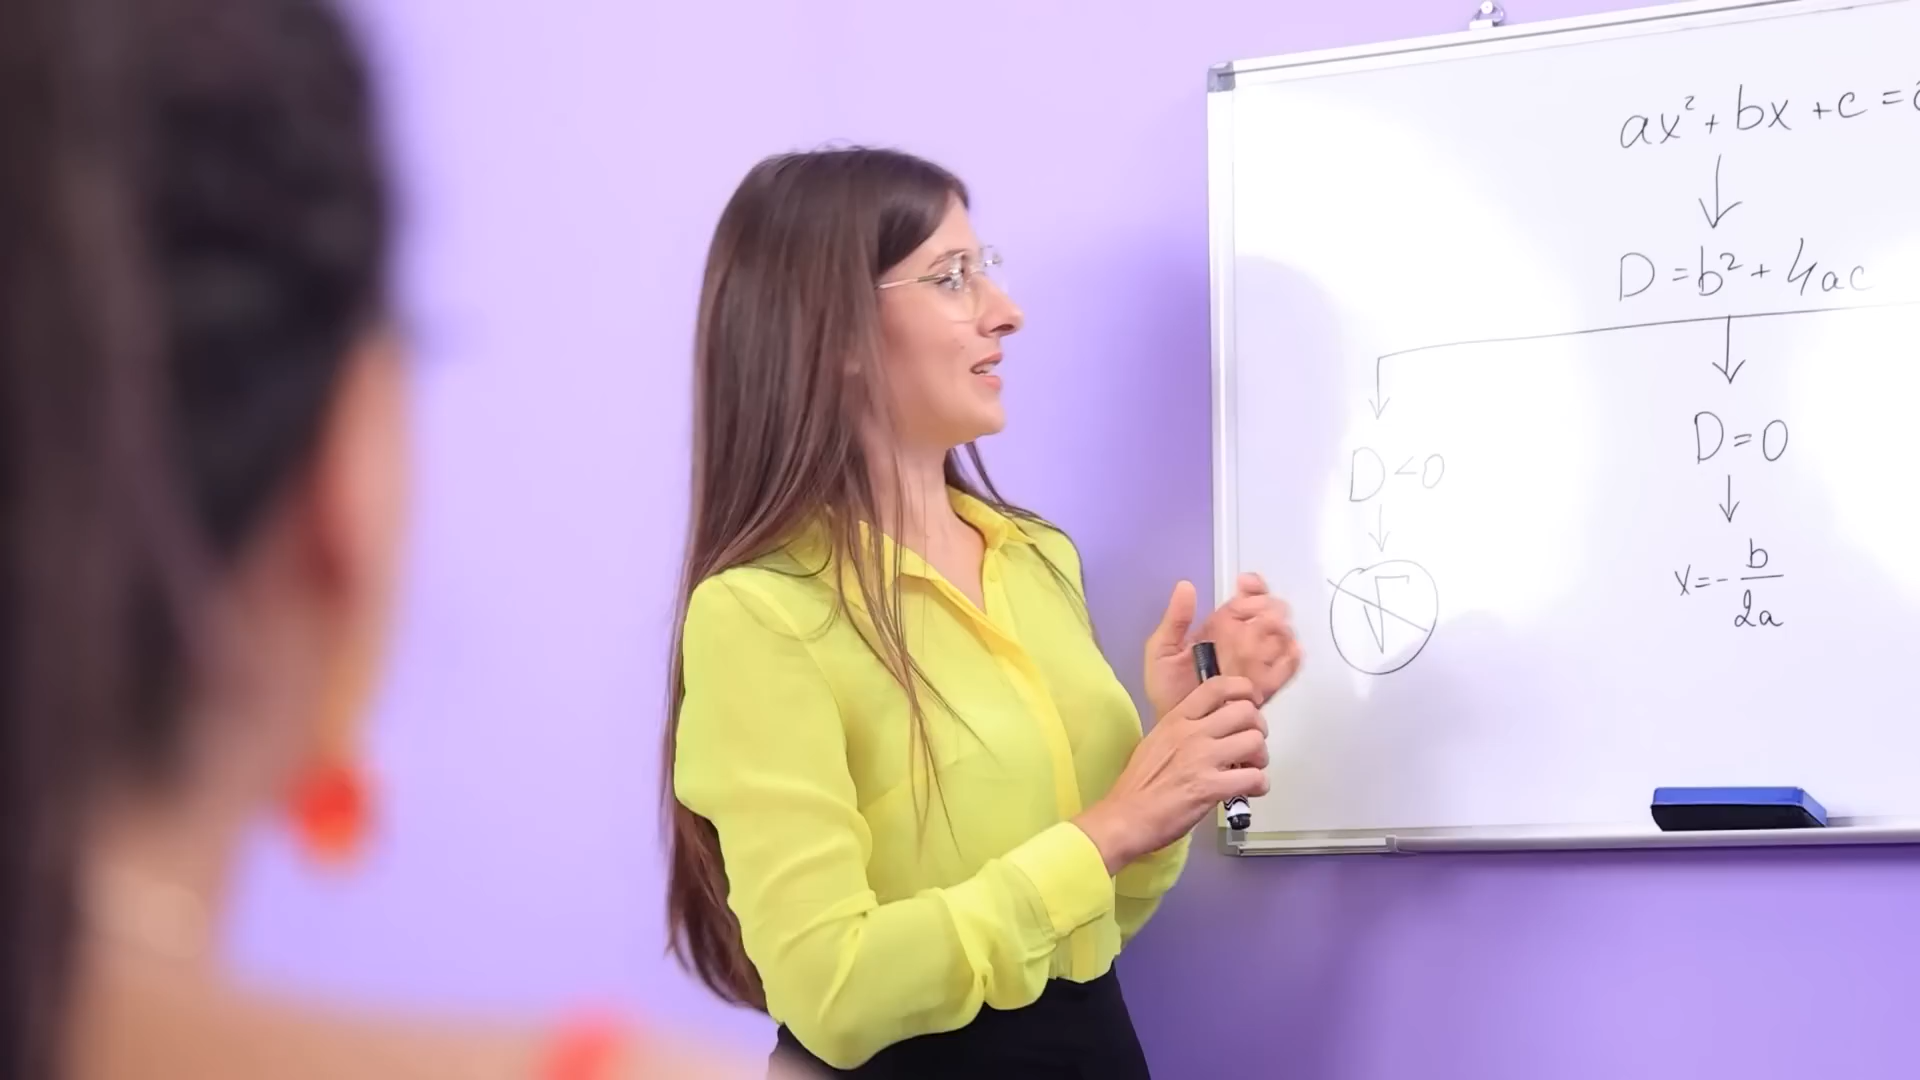 ax² + bx + c =
D = b² + 4ac
D < 0
D = 0
√
x = - b/2a